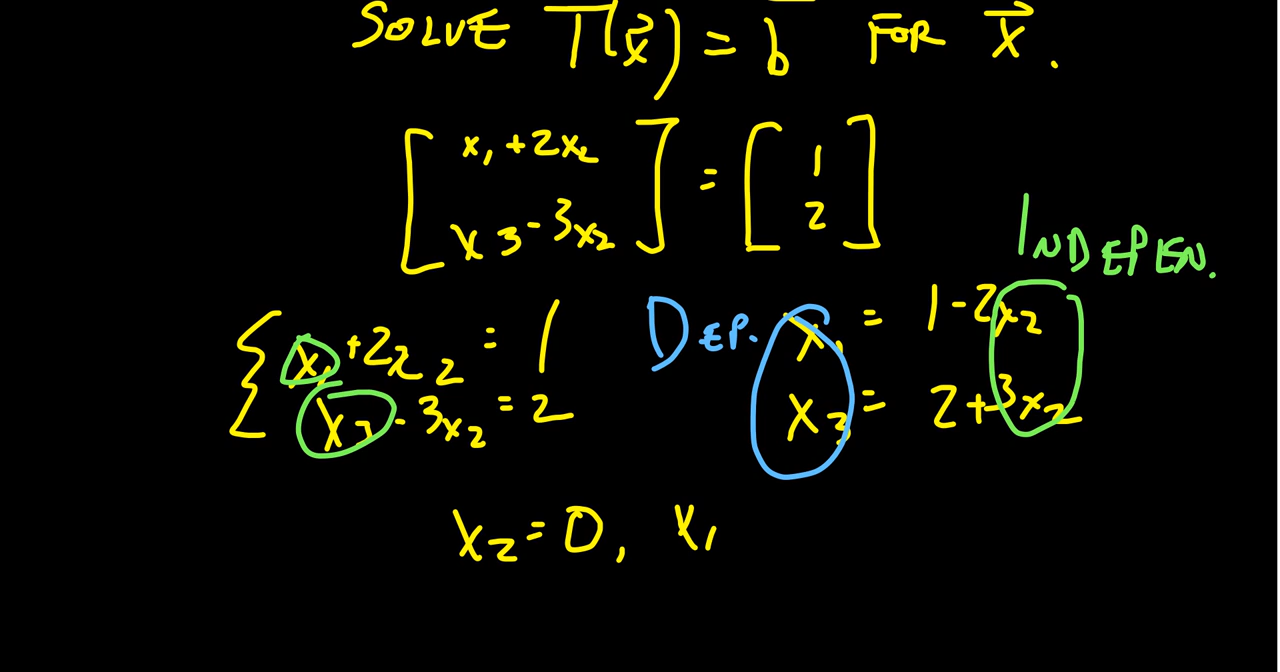 SOLVE T(x⃗) = b⃗ FOR x⃗.
[ x₁ + 2x₂ ] = [ 1 ]
[ x3 - 3x₂ ] [ 2 ]
INDEPEN.
{ x₁ + 2x₂ = 1 DEP. x₁ = 1 - 2x₂
{ x₃ - 3x₂ = 2 x₃ = 2 + 3x₂
x₂ = 0, x₁